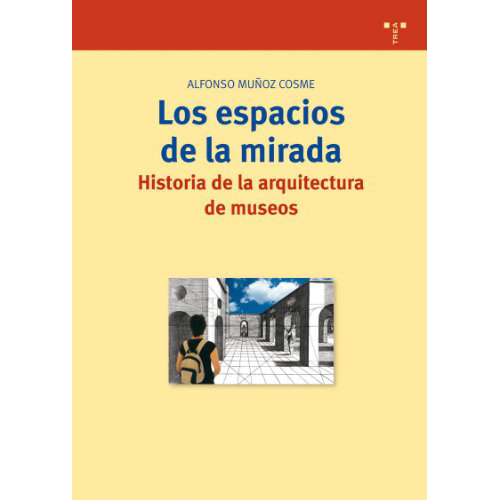 TREA
ALFONSO MUÑOZ COSME
Los espacios
de la mirada
Historia de la arquitectura
de museos